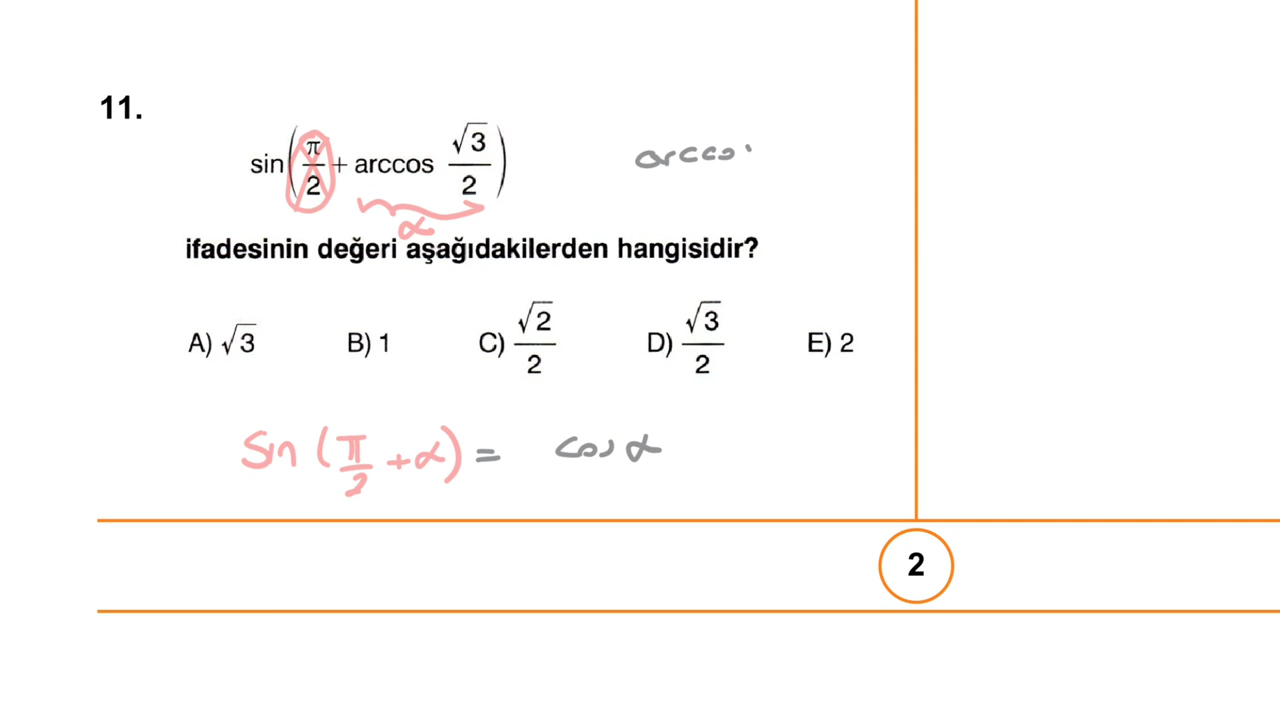 11.
sin(π/2 + arccos √3/2)
arccos
α
ifadesinin değeri aşağıdakilerden hangisidir?
A) √3 B) 1 C) √2/2 D) √3/2 E) 2
Sin (π/2 + α) = cos α
2